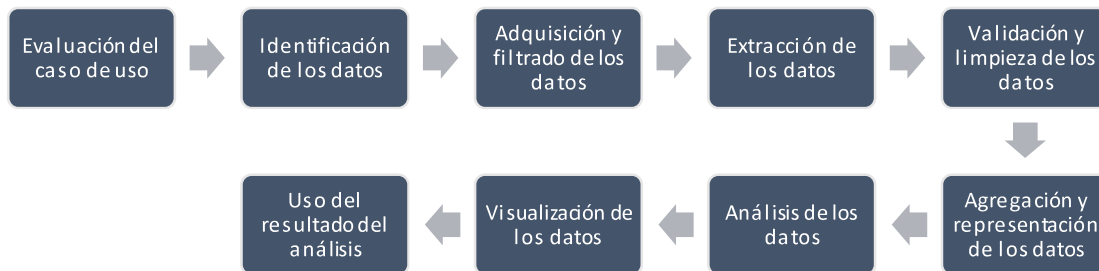 Evaluación del
caso de uso
Identificación
de los datos
Adquisición y
filtrado de los
datos
Extracción de
los datos
Validación y
limpieza de los
datos
Agregación y
representación
de los datos
Análisis de los
datos
Visualización de
los datos
Uso del
resultado del
análisis